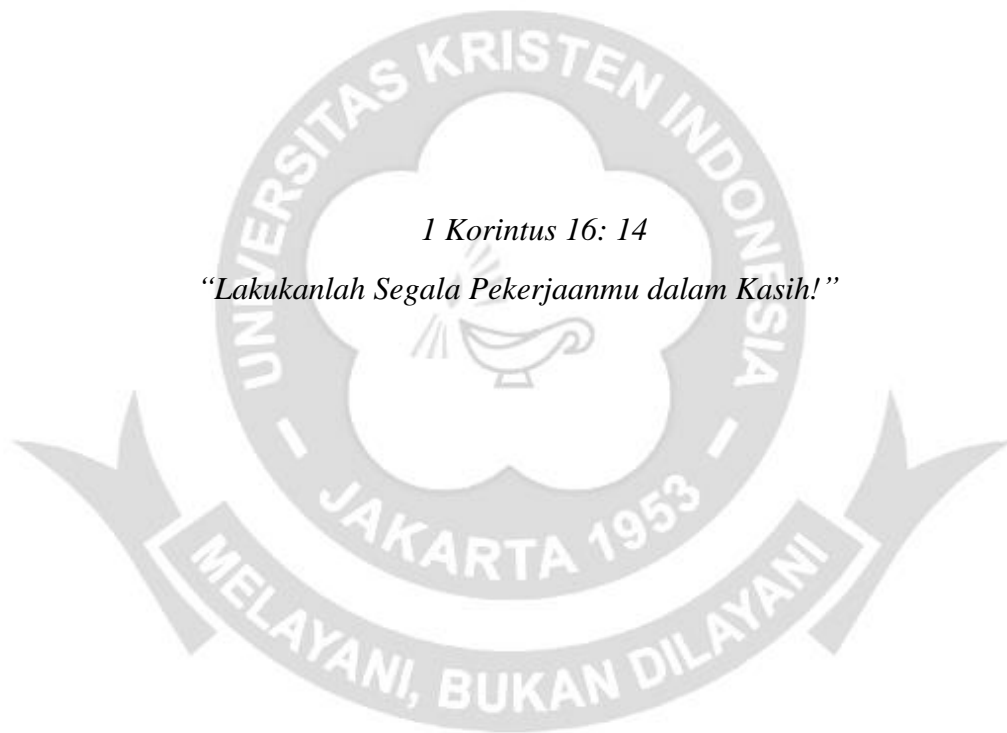 UNIVERSITAS KRISTEN INDONESIA
1 Korintus 16: 14
“Lakukanlah Segala Pekerjaanmu dalam Kasih!”
- JAKARTA 1953 -
MELAYANI, BUKAN DILAYANI